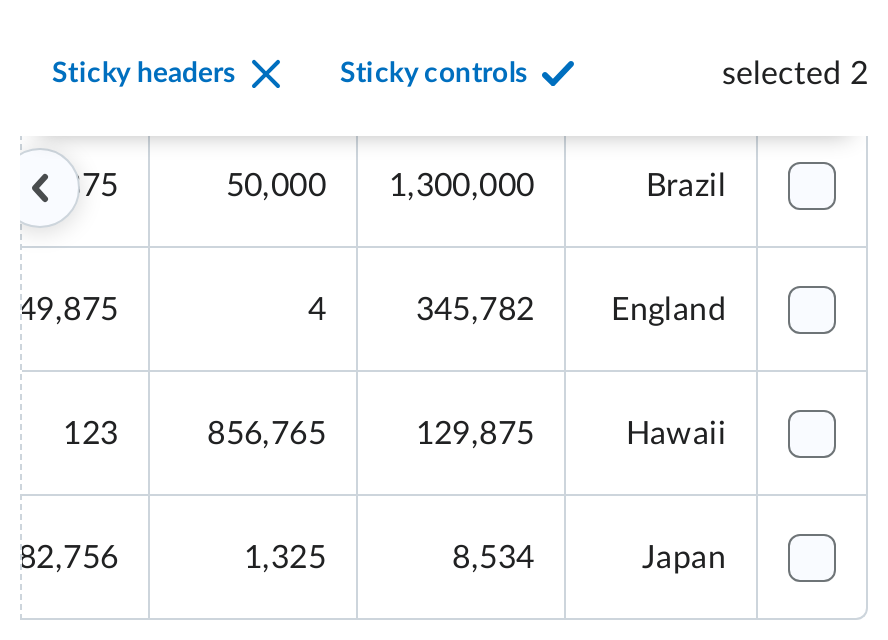 Sticky headers Sticky controls selected 2
75 50,000 1,300,000 Brazil
49,875 4 345,782 England
123 856,765 129,875 Hawaii
82,756 1,325 8,534 Japan